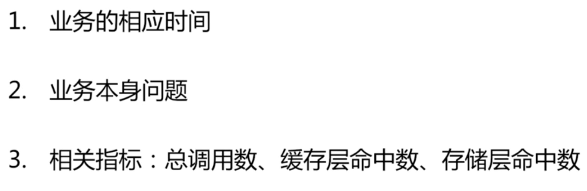 1. 业务的相应时间
2. 业务本身问题
3. 相关指标：总调用数、缓存层命中数、存储层命中数